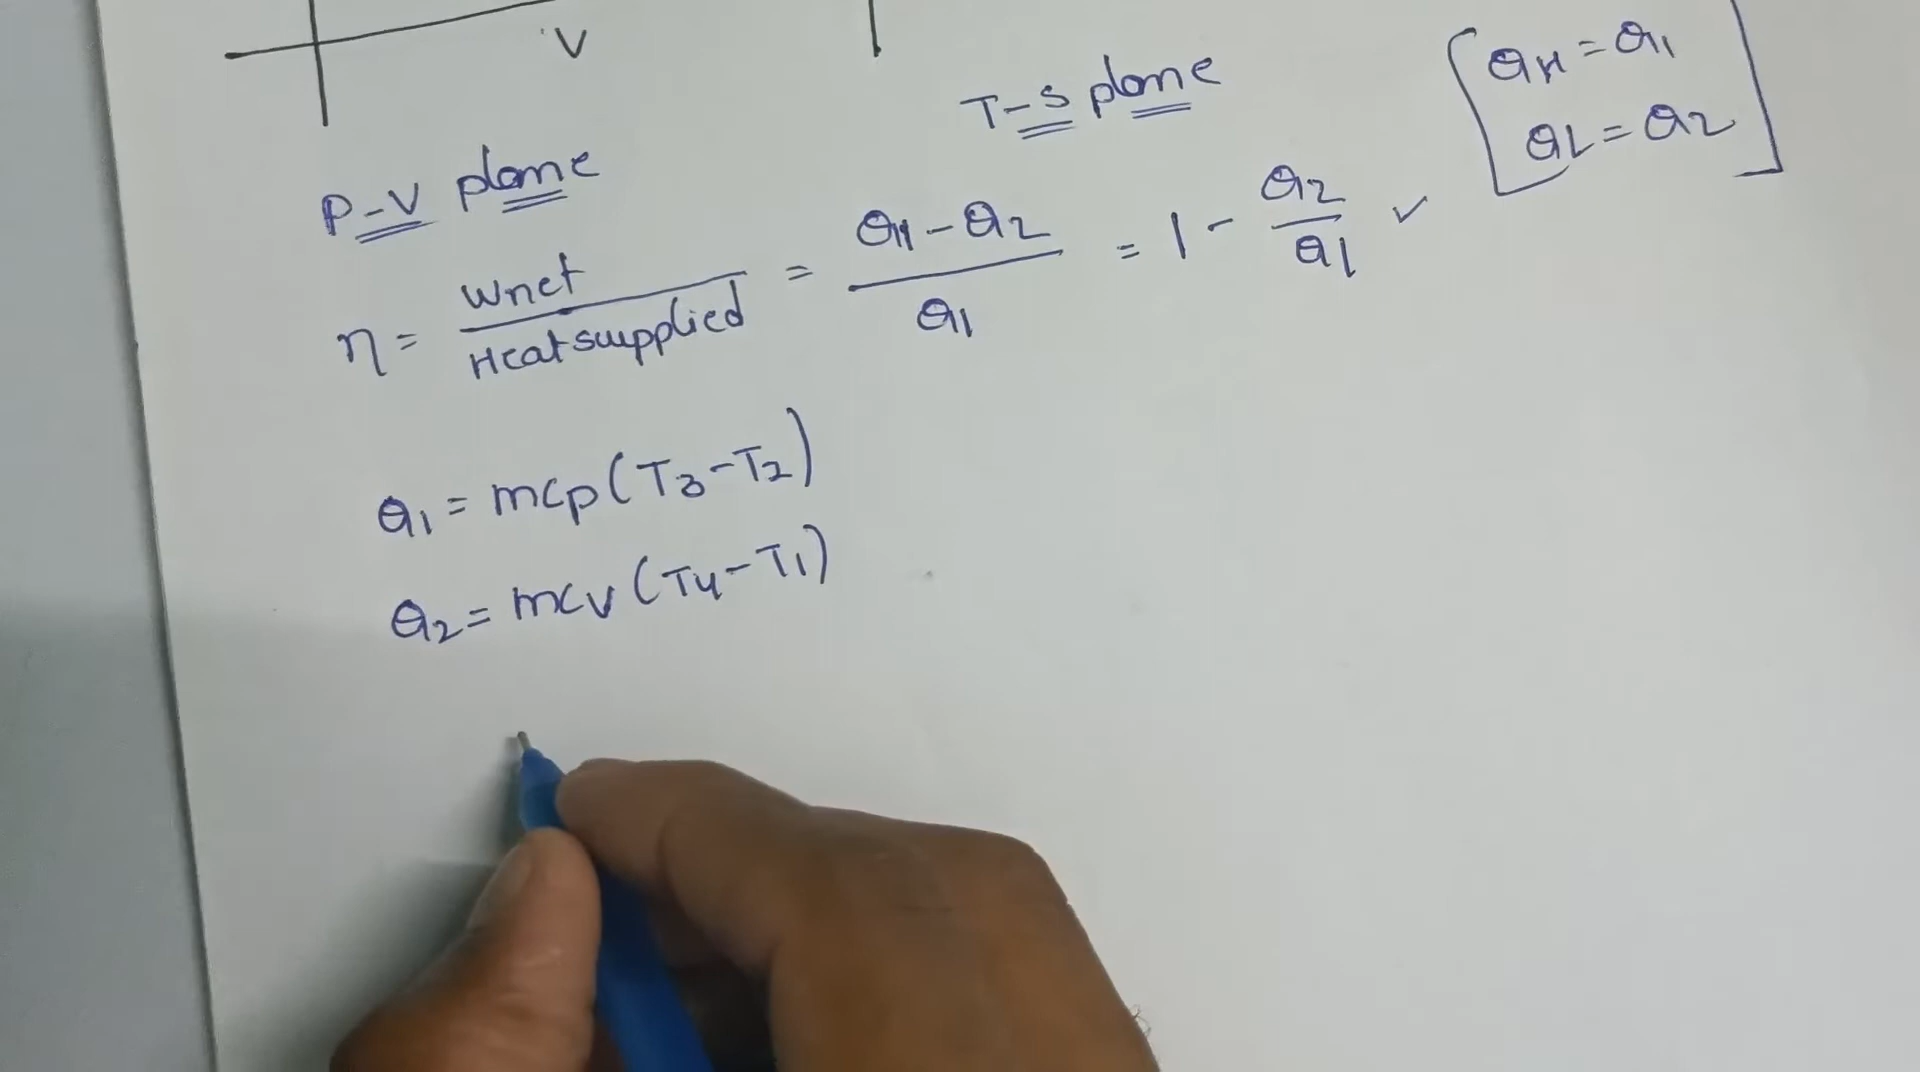 V
T-S plane
QH = Q1
QL = Q2
P-V plane
η = Wnet / Heat supplied = Q1 - Q2 / Q1 = 1 - Q2 / Q1 ✓
Q1 = mcp (T3 - T2)
Q2 = mcv (T4 - T1)